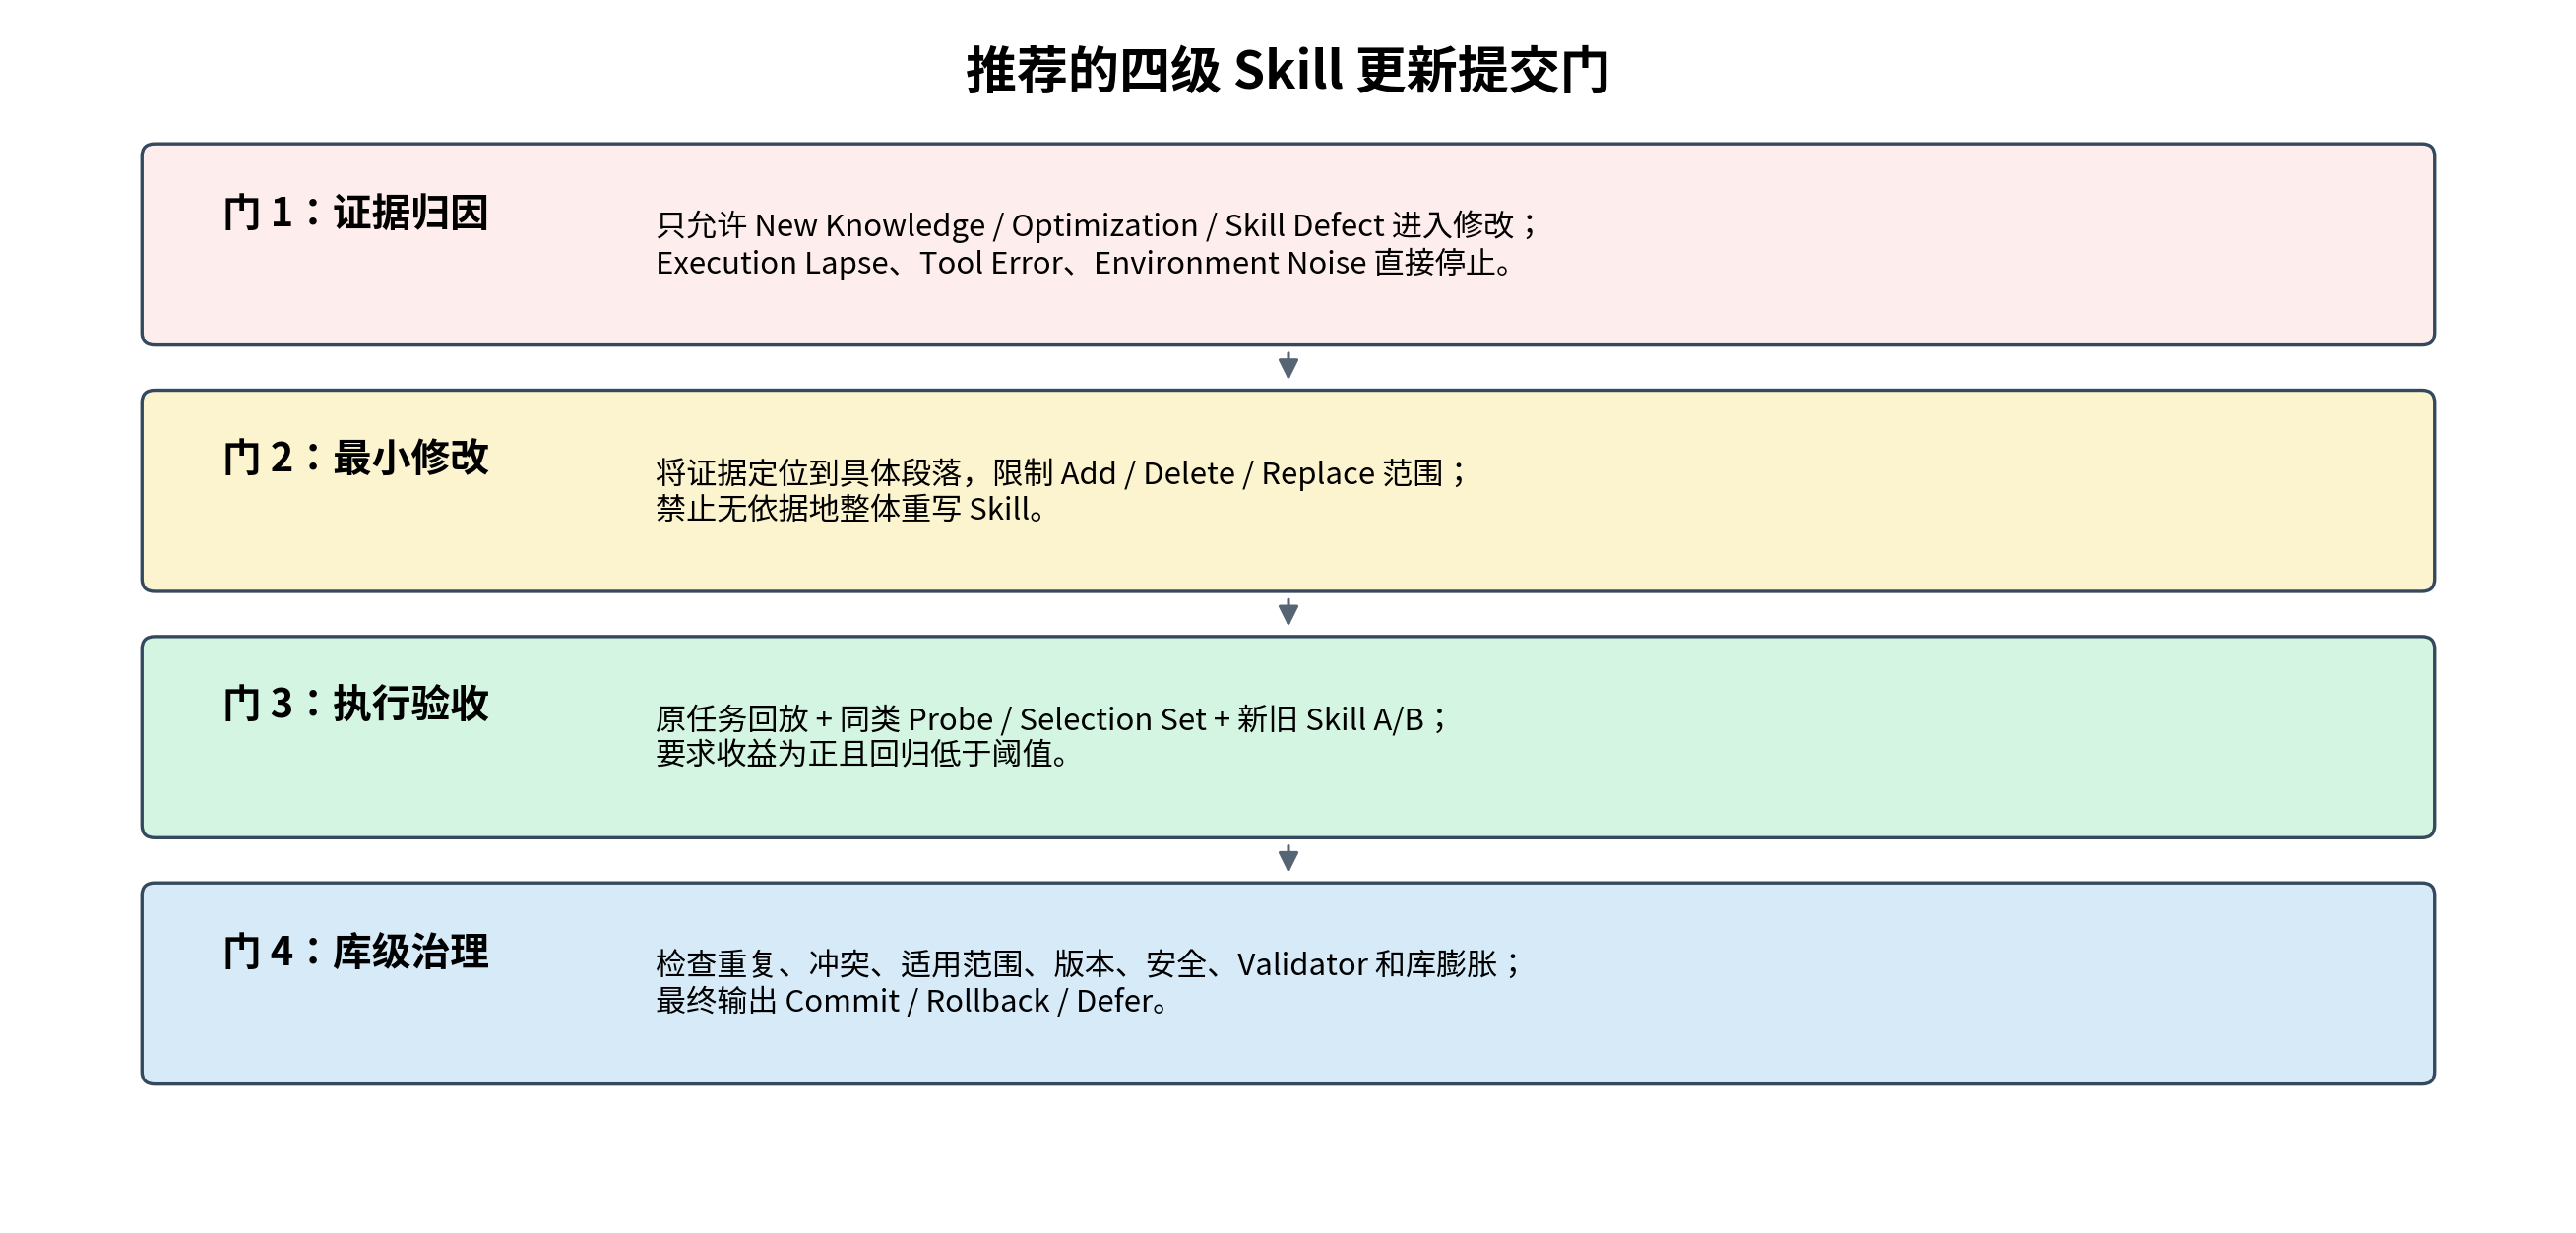 推荐的四级 Skill 更新提交门
门 1：证据归因
只允许 New Knowledge / Optimization / Skill Defect 进入修改；
Execution Lapse、Tool Error、Environment Noise 直接停止。
门 2：最小修改
将证据定位到具体段落，限制 Add / Delete / Replace 范围；
禁止无依据地整体重写 Skill。
门 3：执行验收
原任务回放 + 同类 Probe / Selection Set + 新旧 Skill A/B；
要求收益为正且回归低于阈值。
门 4：库级治理
检查重复、冲突、适用范围、版本、安全、Validator 和库膨胀；
最终输出 Commit / Rollback / Defer。